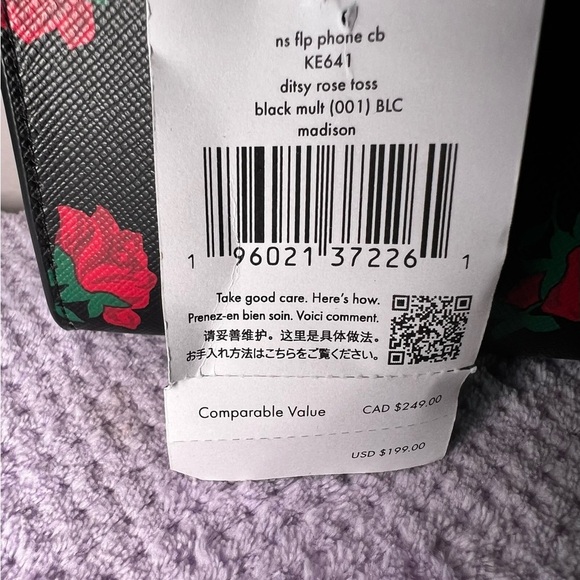 ns flp phone cb
KE641
ditsy rose toss
black mult (001) BLC
madison
1 96021 37226 1
Take good care. Here's how.
Prenez-en bien soin. Voici comment.
请妥善维护。这里是具体做法。
お手入れ方法はこちらをご覧ください。
Comparable Value CAD $249.00
USD $199.00